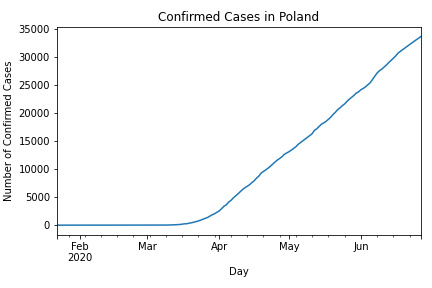 Confirmed Cases in Poland
Number of Confirmed Cases
35000
30000
25000
20000
15000
10000
5000
0
Feb
2020
Mar
Apr
May
Jun
Day